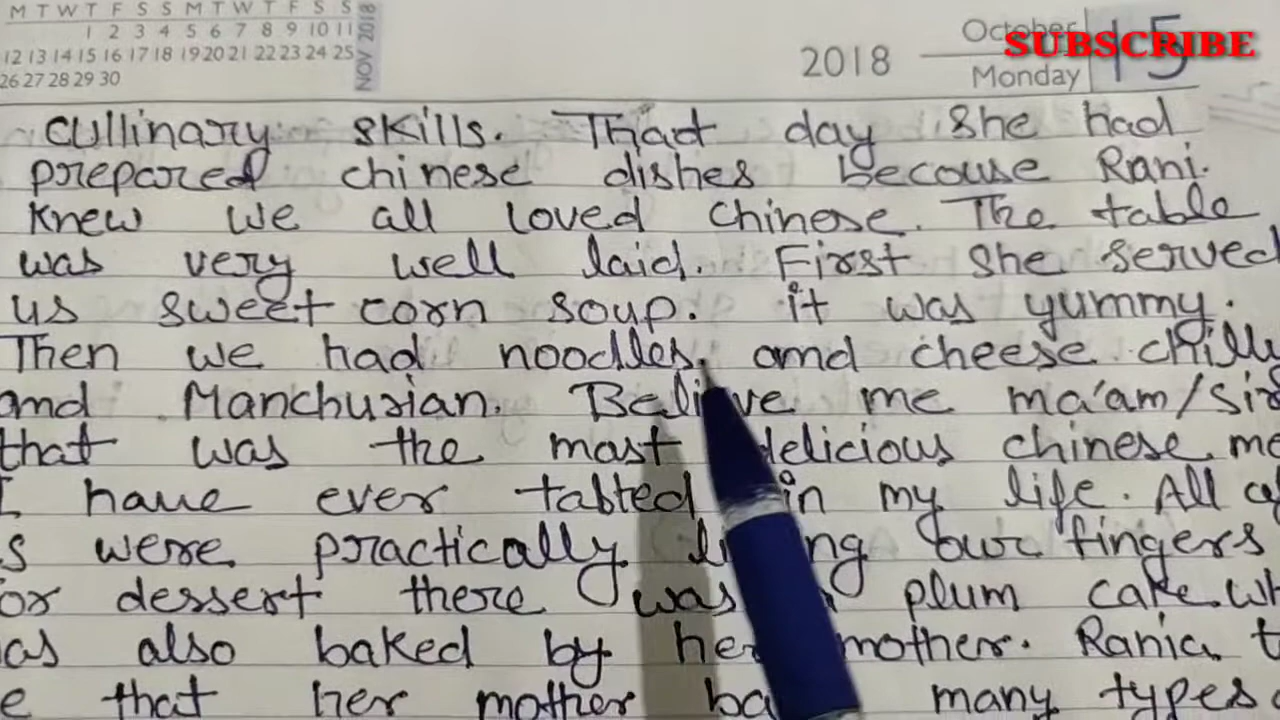 M T W T F S S M T W T F S S
1 2 3 4 5 6 7 8 9 10 11
12 13 14 15 16 17 18 19 20 21 22 23 24 25
26 27 28 29 30
NOV 2018
2018
October
Monday
15
SUBSCRIBE
cullinary skills. That day she had
prepared chinese dishes because Rani.
knew we all loved chinese. The table
was very well laid. First she served
us sweet corn soup. it was yummy.
Then we had noodles. and cheese chilly
and Manchurian. Believe me ma'am/sir
that was the most delicious chinese
I have ever tasted in my life. All
were practically our fingers
dessert there was plum cake.
also baked by her mother. Rania
that her mother many types